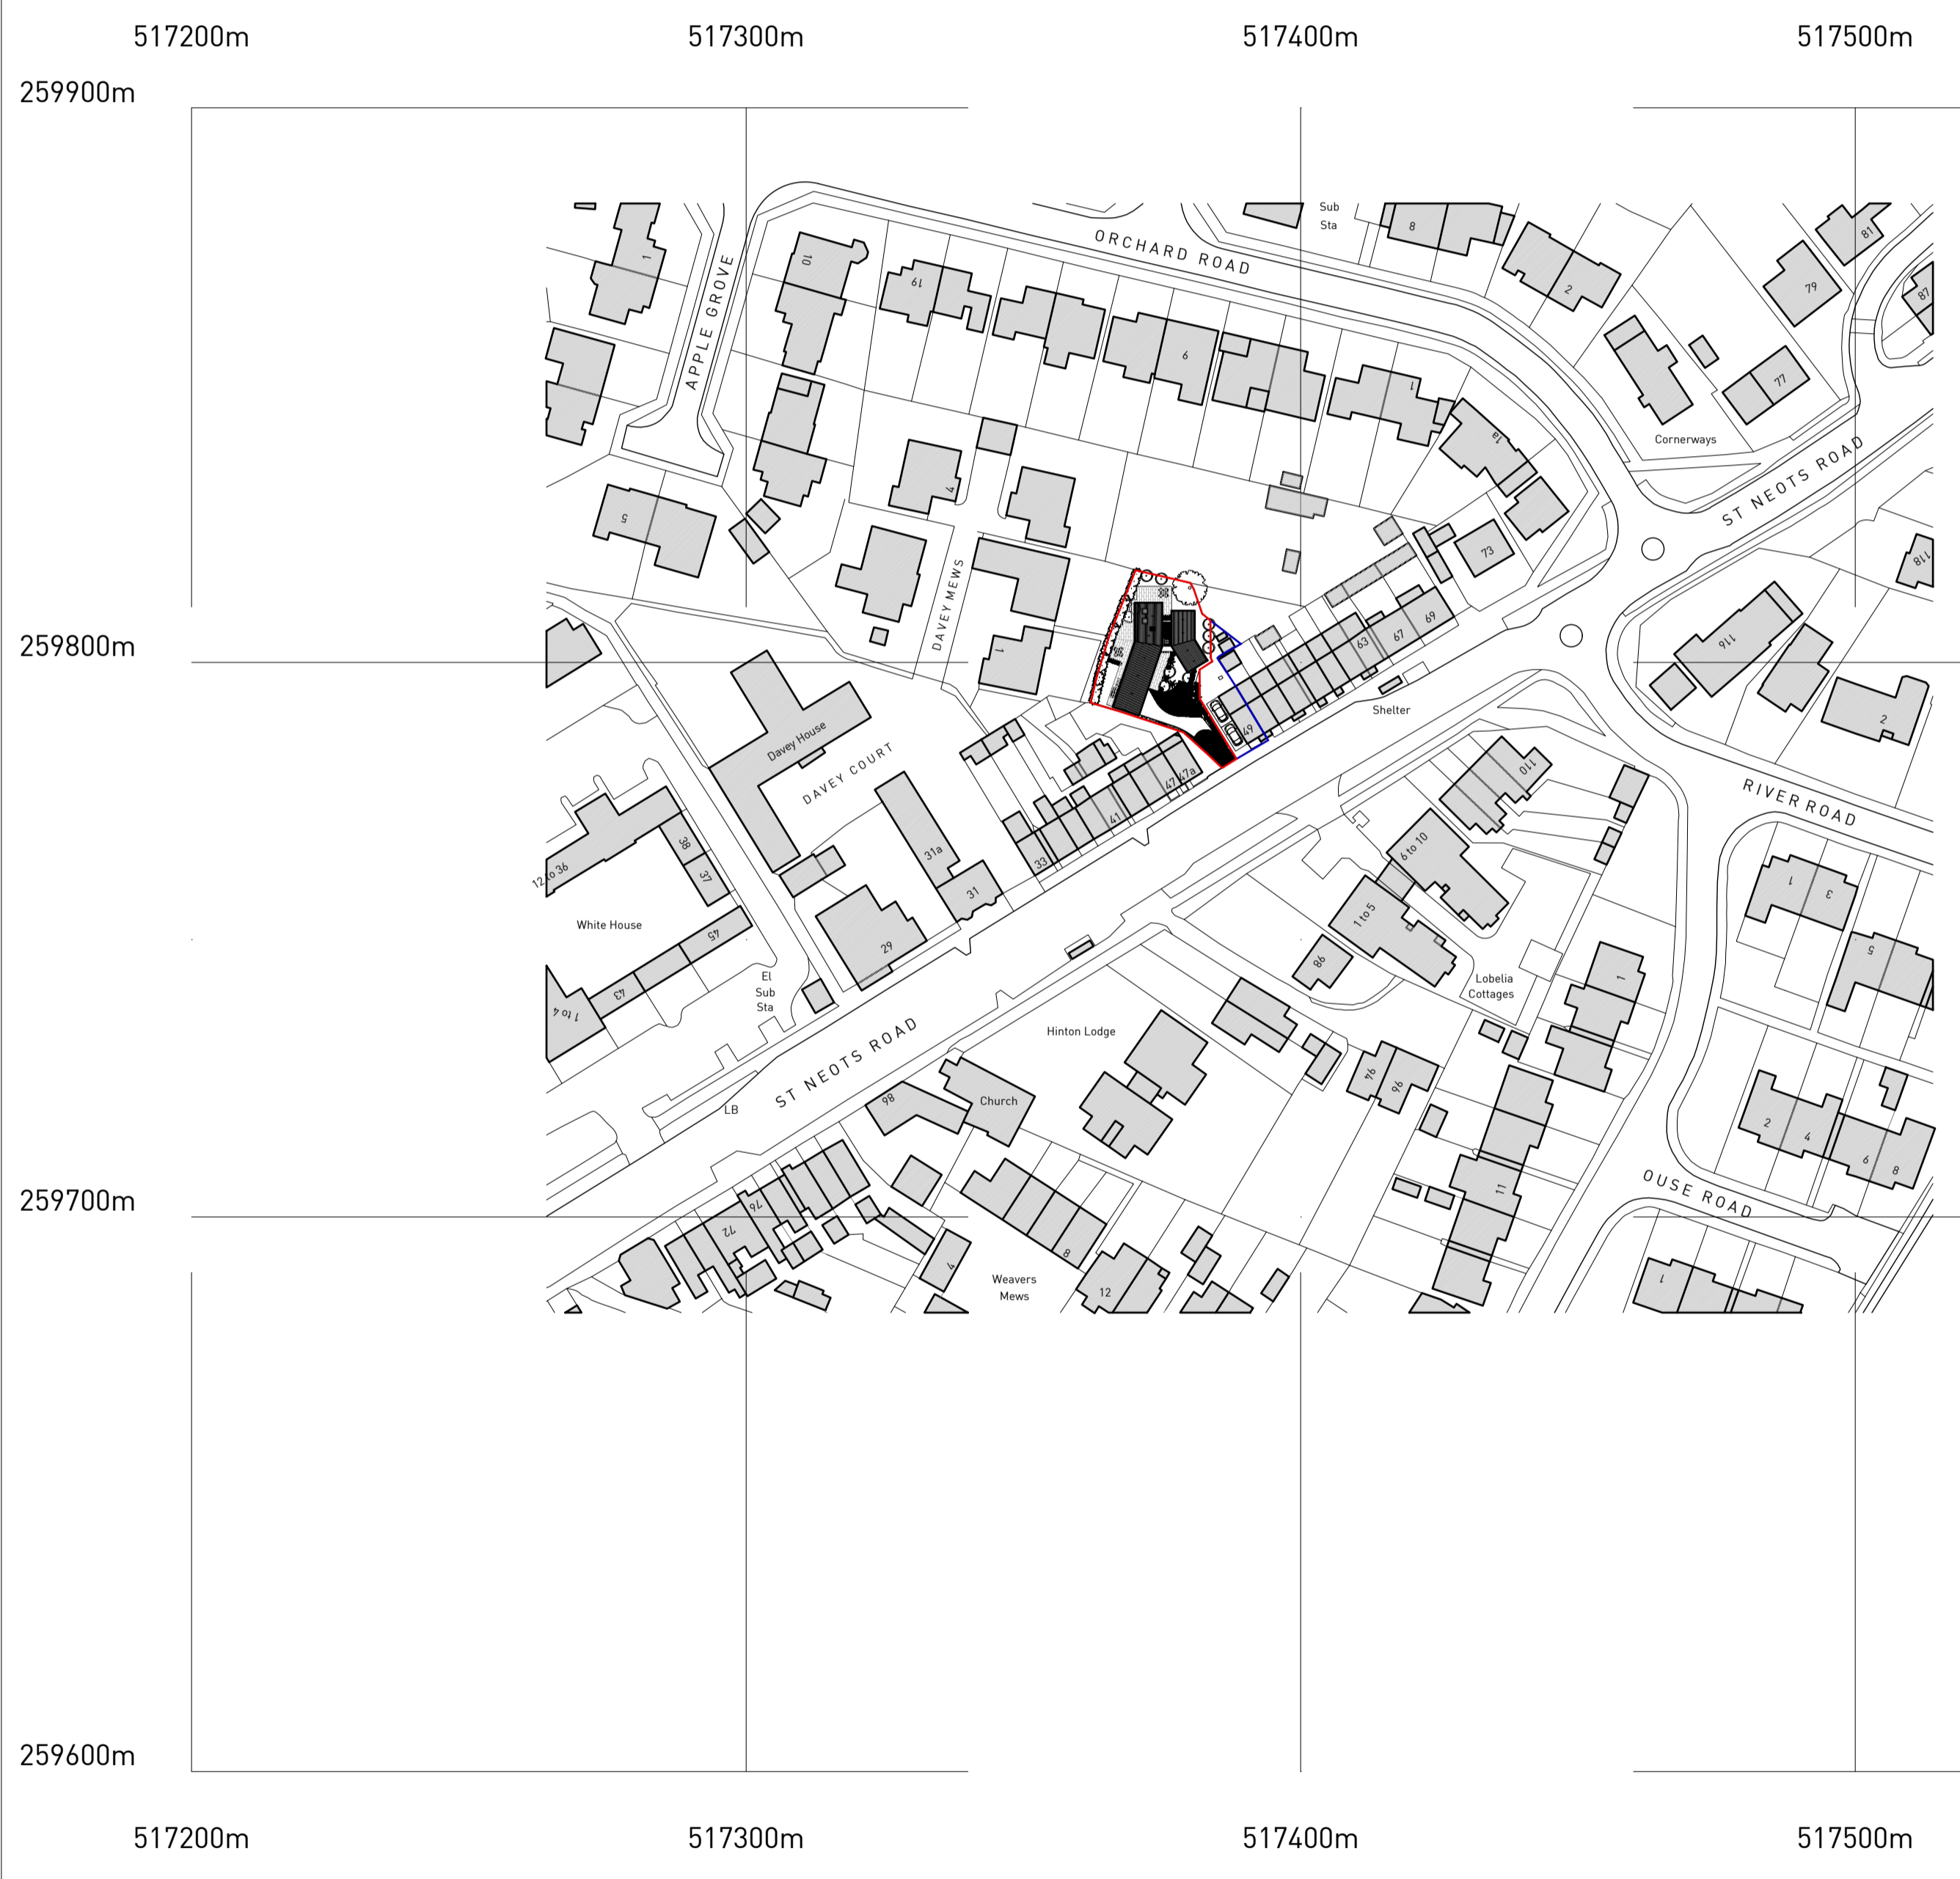 517200m
517300m
517400m
517500m
259900m
Sub
Sta
8
2
81
79
87
77
Cornerways
ORCHARD ROAD
APPLE GROVE
1
10
19
9
1
1a
ST NEOTS ROAD
5
4
73
118
DAVEY MEWS
259800m
1
63
67
69
116
2
Shelter
49
Davey House
DAVEY COURT
47
47a
41
33
31a
31
29
110
RIVER ROAD
6 to 10
1 to 5
38
37
12 to 36
White House
45
43
1 to 4
El
Sub
Sta
86
Lobelia
Cottages
1
1
3
5
ST NEOTS ROAD
Hinton Lodge
LB
98
Church
94
96
2
4
6
8
11
OUSE ROAD
259700m
76
72
4
8
Weavers
Mews
12
1
259600m
517200m
517300m
517400m
517500m